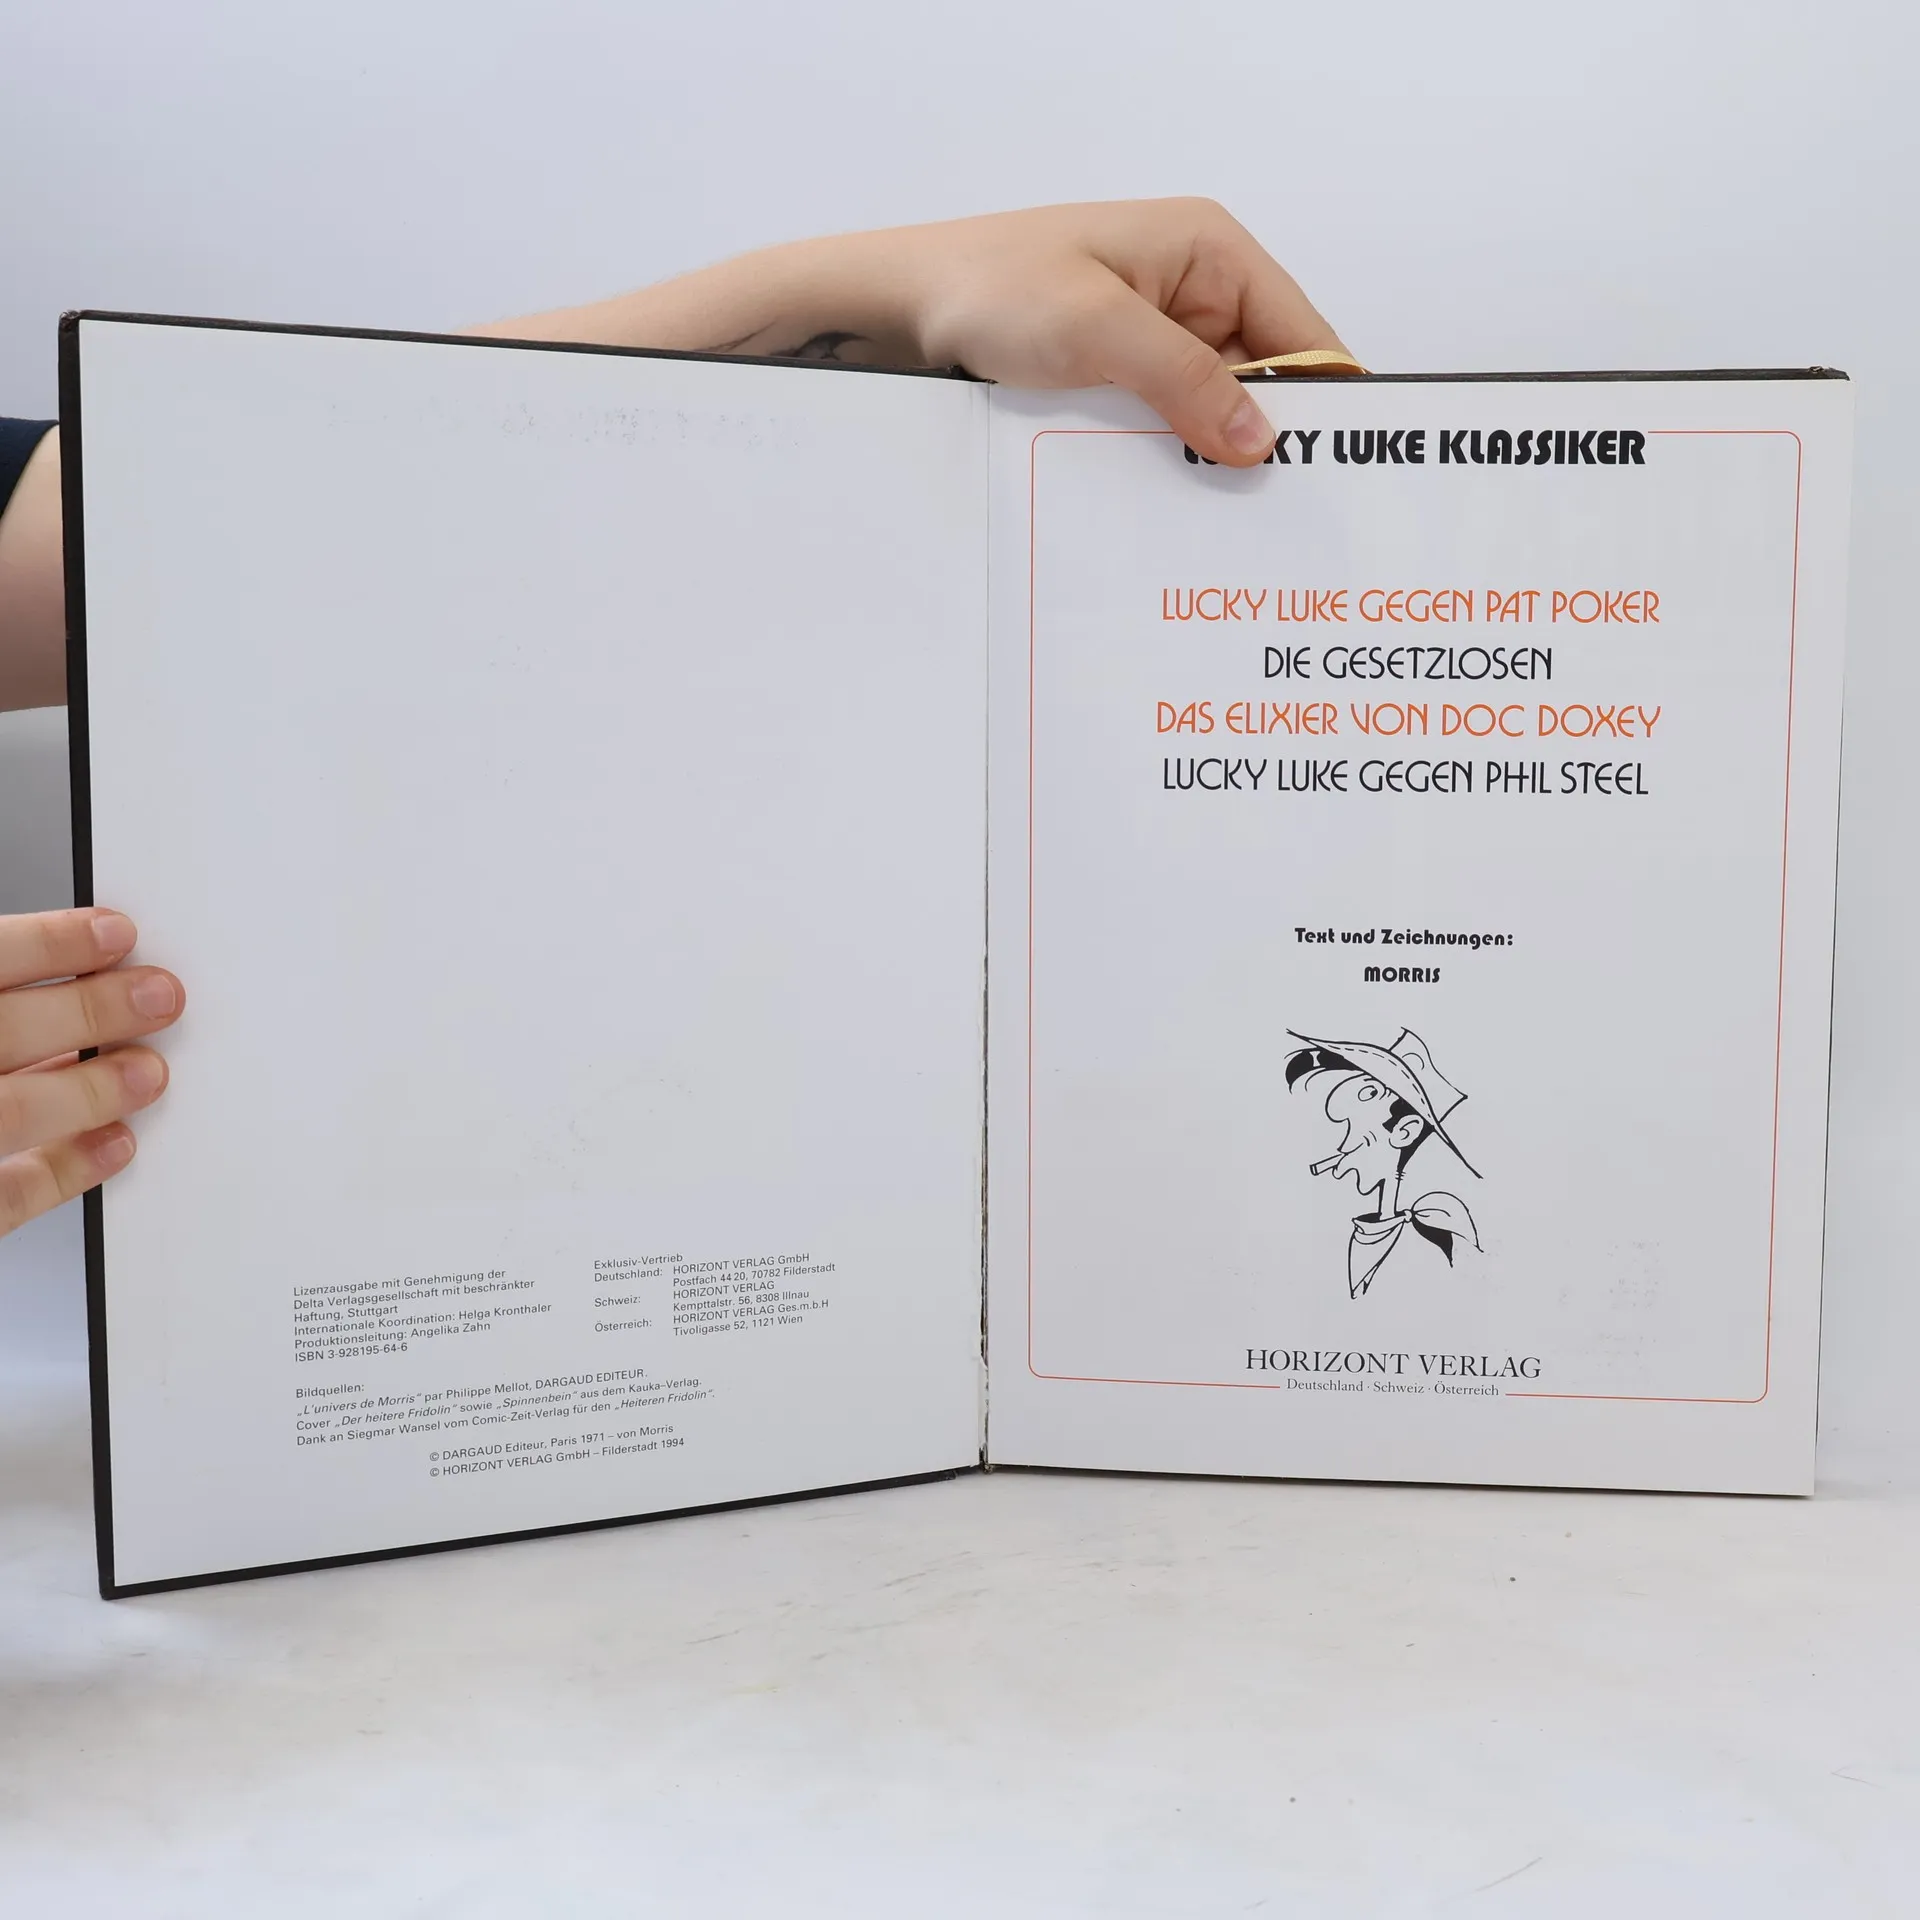 Lizenzausgabe mit Genehmigung der
Delta Verlagsgesellschaft mit beschränkter
Haftung, Stuttgart
Internationale Koordination: Helga Kronthaler
Produktionsleitung: Angelika Zahn
ISBN 3-928195-64-6
Exklusiv-Vertrieb
Deutschland: HORIZONT VERLAG GmbH
Postfach 44 20, 70782 Filderstadt
Schweiz: HORIZONT VERLAG
Kempttalstr. 56, 8308 Illnau
Österreich: HORIZONT VERLAG Ges.m.b.H
Tivoligasse 52, 1121 Wien
Bildquellen:
„L'univers de Morris“ par Philippe Mellot, DARGAUD EDITEUR.
Cover „Der heitere Fridolin“ sowie „Spinnenbein“ aus dem Kauka–Verlag.
Dank an Siegmar Wansel vom Comic-Zeit-Verlag für den „Heiteren Fridolin“.
© DARGAUD Editeur, Paris 1971 – von Morris
© HORIZONT VERLAG GmbH – Filderstadt 1994
LUKE KLASSIKER
LUCKY LUKE GEGEN PAT POKER
DIE GESETZLOSEN
DAS ELIXIER VON DOC DOXEY
LUCKY LUKE GEGEN PHIL STEEL
Text und Zeichnungen:
MORRIS
HORIZONT VERLAG
Deutschland · Schweiz · Österreich